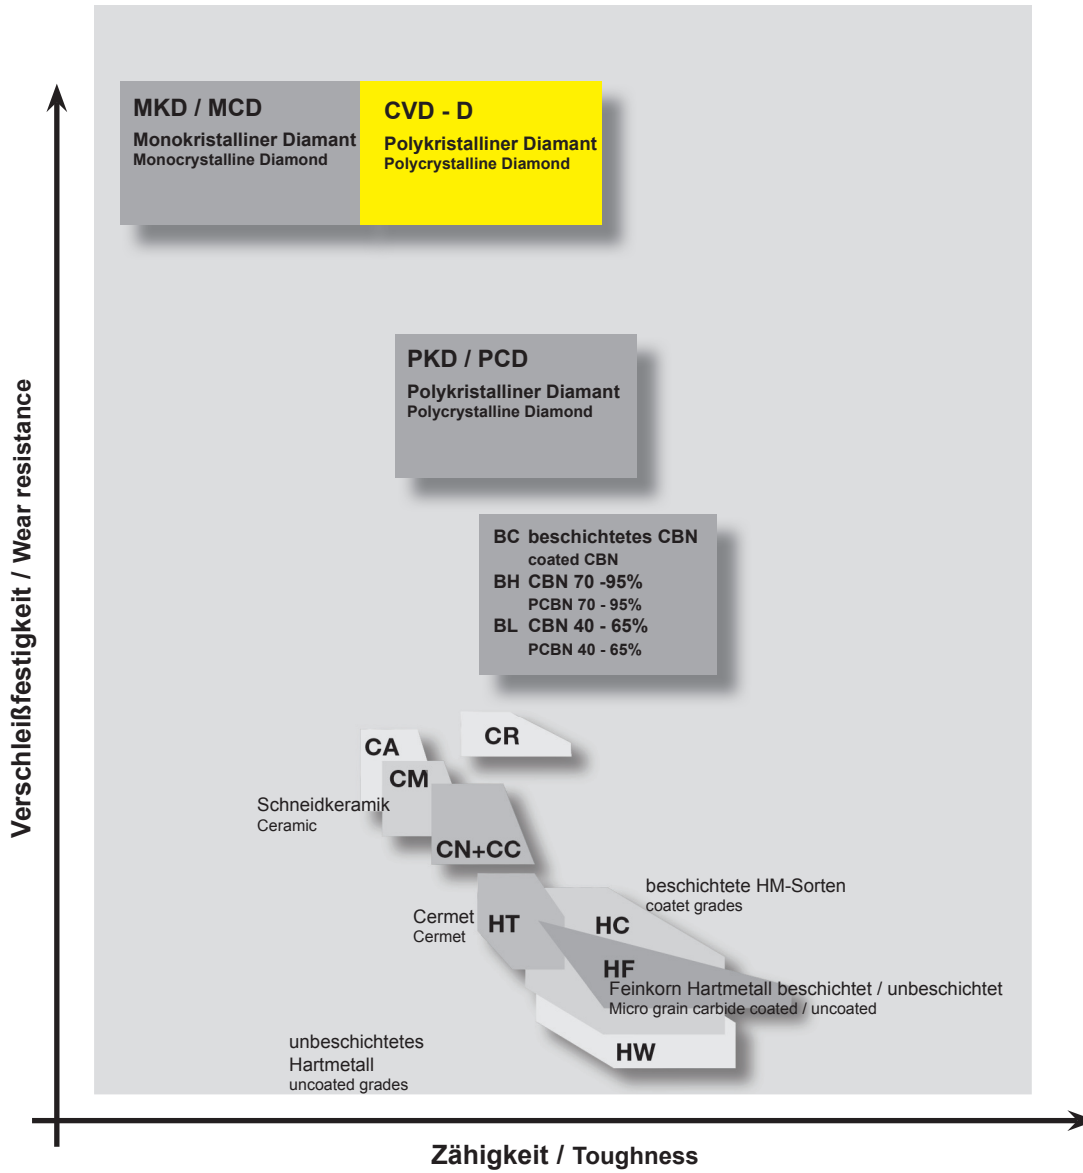 MKD / MCD
Monokristalliner Diamant
Monocrystalline Diamond
CVD - D
Polykristalliner Diamant
Polycrystalline Diamond
PKD / PCD
Polykristalliner Diamant
Polycrystalline Diamond
BC beschichtetes CBN
coated CBN
BH CBN 70 -95%
PCBN 70 - 95%
BL CBN 40 - 65%
PCBN 40 - 65%
CR
CA
CM
Schneidkeramik
Ceramic
CN+CC
beschichtete HM-Sorten
coatet grades
Cermet
Cermet
HT
HC
HF
Feinkorn Hartmetall beschichtet / unbeschichtet
Micro grain carbide coated / uncoated
unbeschichtetes
Hartmetall
uncoated grades
HW
Verschleißfestigkeit / Wear resistance
Zähigkeit / Toughness